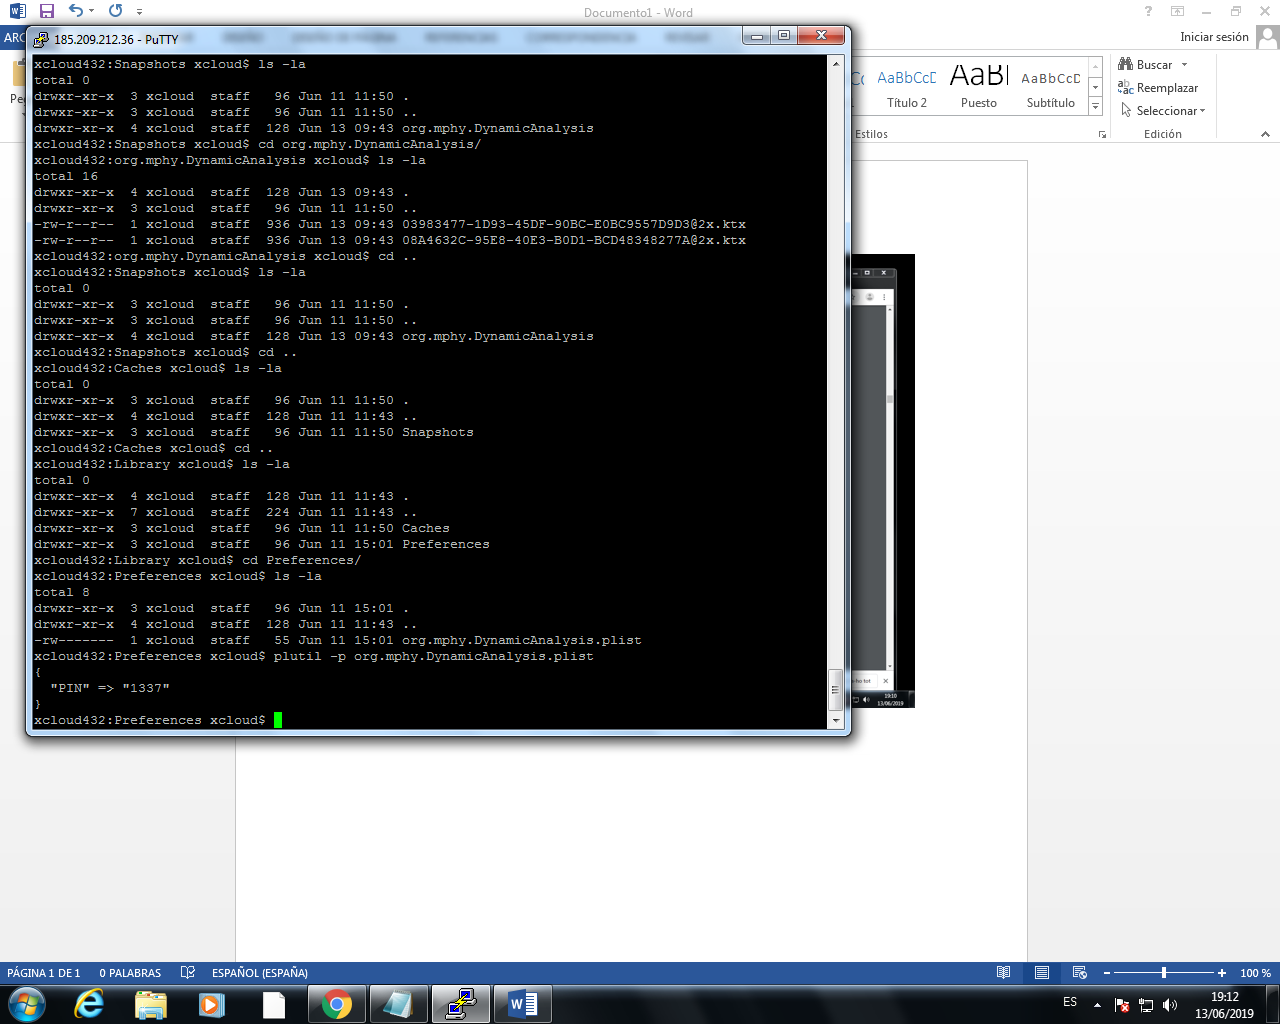 Documento1 - Word
185.209.212.36 - PuTTY
Iniciar sesión
xcloud432:Snapshots xcloud$ ls -la
total 0
drwxr-xr-x  3 xcloud  staff   96 Jun 11 11:50 .
drwxr-xr-x  3 xcloud  staff   96 Jun 11 11:50 ..
drwxr-xr-x  4 xcloud  staff  128 Jun 13 09:43 org.mphy.DynamicAnalysis
xcloud432:Snapshots xcloud$ cd org.mphy.DynamicAnalysis/
xcloud432:org.mphy.DynamicAnalysis xcloud$ ls -la
total 16
drwxr-xr-x  4 xcloud  staff  128 Jun 13 09:43 .
drwxr-xr-x  3 xcloud  staff   96 Jun 11 11:50 ..
-rw-r--r--  1 xcloud  staff  936 Jun 13 09:43 03983477-1D93-45DF-90BC-E0BC9557D9D3@2x.ktx
-rw-r--r--  1 xcloud  staff  936 Jun 13 09:43 08A4632C-95E8-40E3-B0D1-BCD48348277A@2x.ktx
xcloud432:org.mphy.DynamicAnalysis xcloud$ cd ..
xcloud432:Snapshots xcloud$ ls -la
total 0
drwxr-xr-x  3 xcloud  staff   96 Jun 11 11:50 .
drwxr-xr-x  3 xcloud  staff   96 Jun 11 11:50 ..
drwxr-xr-x  4 xcloud  staff  128 Jun 13 09:43 org.mphy.DynamicAnalysis
xcloud432:Snapshots xcloud$ cd ..
xcloud432:Caches xcloud$ ls -la
total 0
drwxr-xr-x  3 xcloud  staff   96 Jun 11 11:50 .
drwxr-xr-x  4 xcloud  staff  128 Jun 11 11:43 ..
drwxr-xr-x  3 xcloud  staff   96 Jun 11 11:50 Snapshots
xcloud432:Caches xcloud$ cd ..
xcloud432:Library xcloud$ ls -la
total 0
drwxr-xr-x  4 xcloud  staff  128 Jun 11 11:43 .
drwxr-xr-x  7 xcloud  staff  224 Jun 11 11:43 ..
drwxr-xr-x  3 xcloud  staff   96 Jun 11 11:50 Caches
drwxr-xr-x  3 xcloud  staff   96 Jun 11 15:01 Preferences
xcloud432:Library xcloud$ cd Preferences/
xcloud432:Preferences xcloud$ ls -la
total 8
drwxr-xr-x  3 xcloud  staff   96 Jun 11 15:01 .
drwxr-xr-x  4 xcloud  staff  128 Jun 11 11:43 ..
-rw-------  1 xcloud  staff   55 Jun 11 15:01 org.mphy.DynamicAnalysis.plist
xcloud432:Preferences xcloud$ plutil -p org.mphy.DynamicAnalysis.plist
{
  "PIN" => "1337"
}
xcloud432:Preferences xcloud$
AaBbCcD AaBl AaBbCcD
Título 2 Puesto Subtítulo
Estilos
Buscar
Reemplazar
Seleccionar
Edición
19:10
13/06/2019
PÁGINA 1 DE 1 0 PALABRAS ESPAÑOL (ESPAÑA) 100 %
ES 19:12
13/06/2019